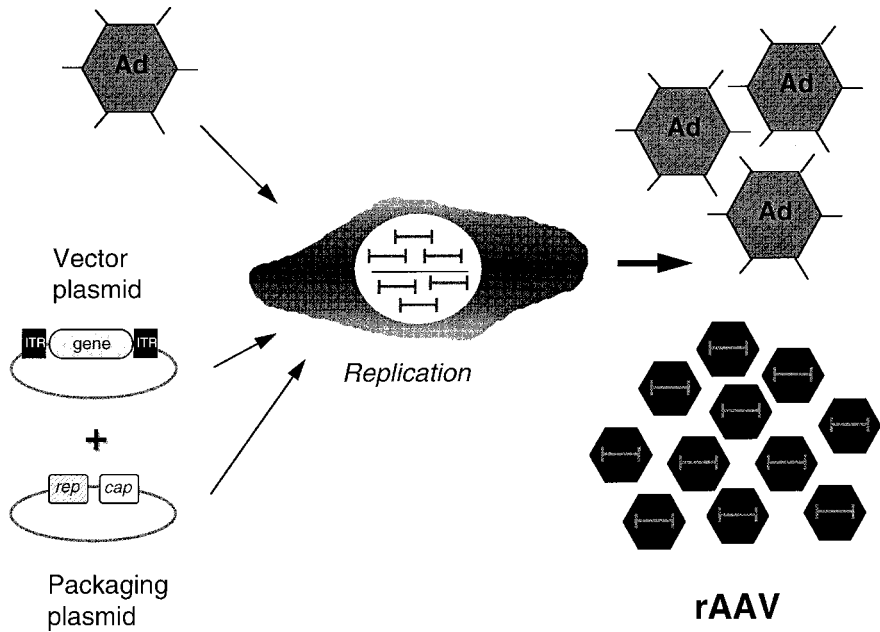 Ad
Ad
Ad
Ad
Vector
plasmid
ITR gene ITR
Replication
+
rep cap
Packaging
plasmid
rAAV